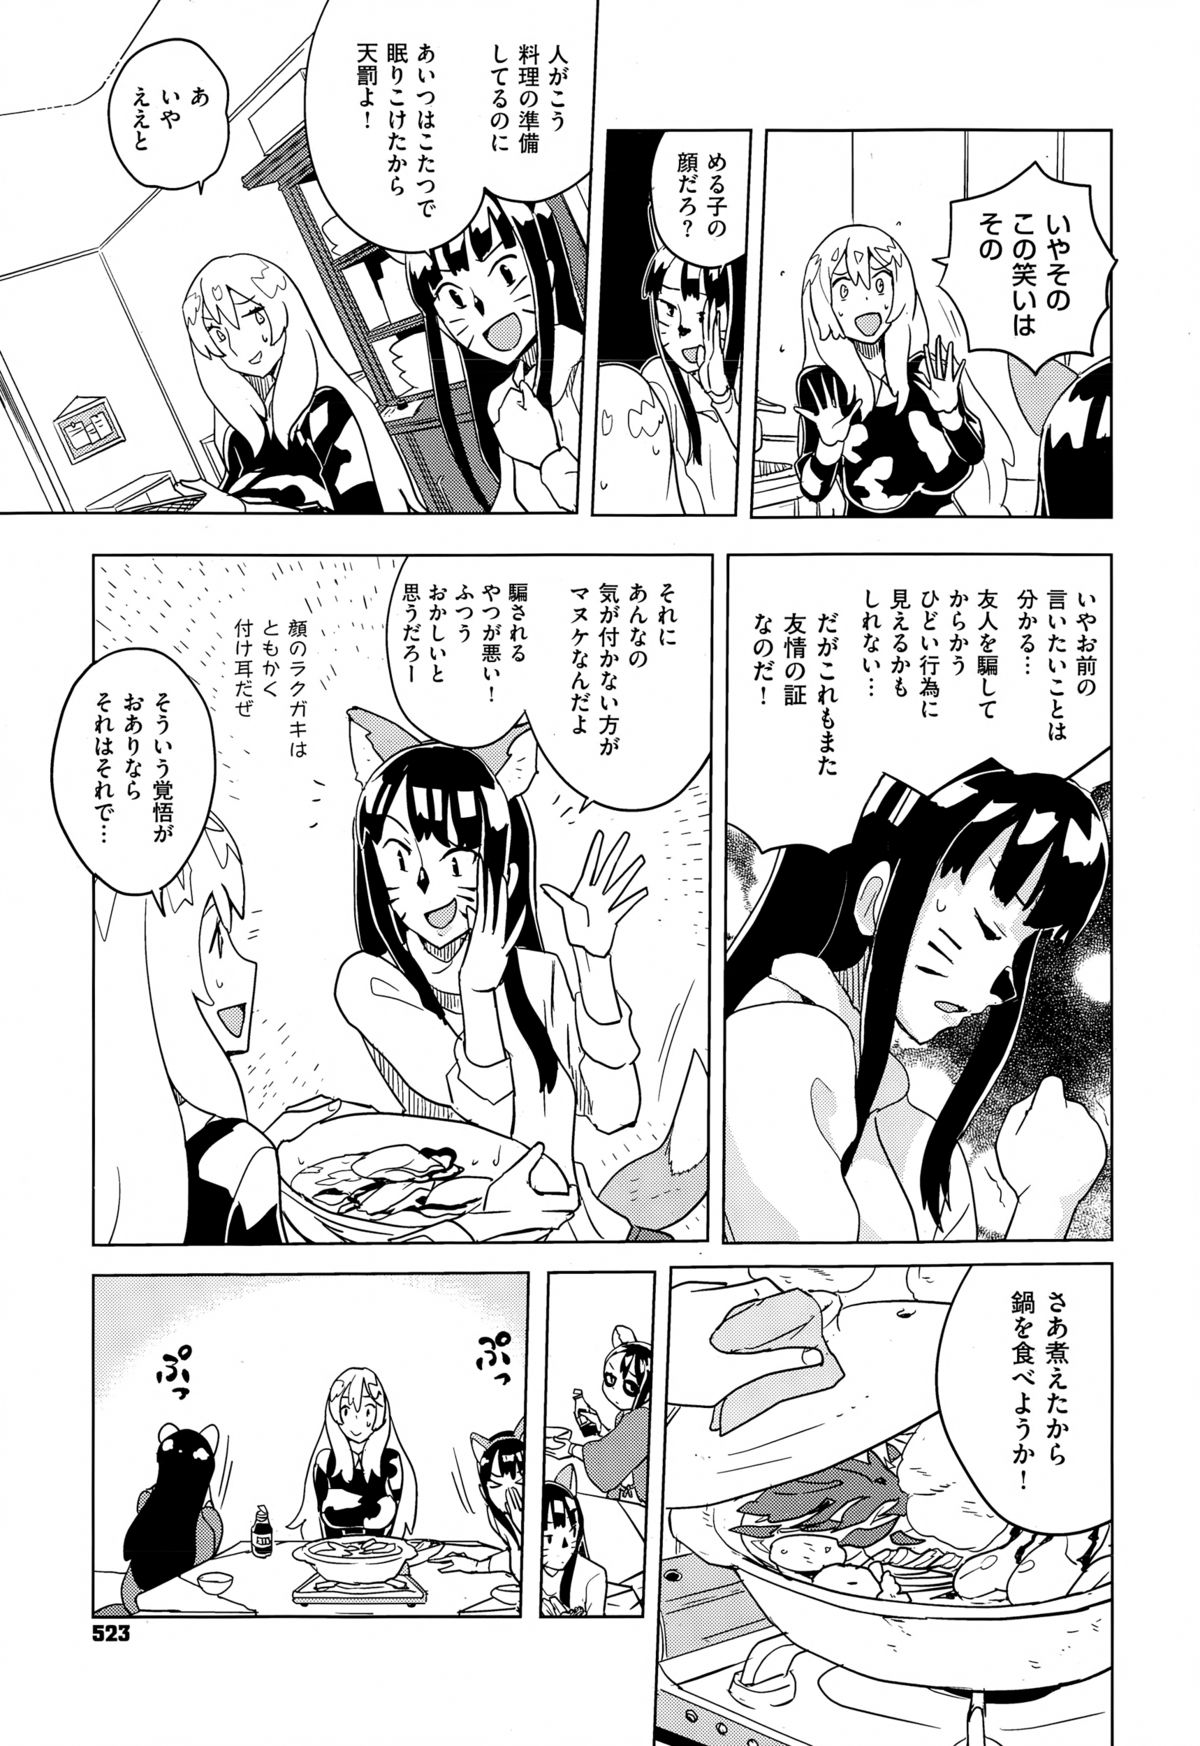 いやその
この笑いは
その
める子の
顔だろ？
人がこう
料理の準備
してるのに
あいつはこたつで
眠りこけたから
天罰よ！
あ
いや
ええと
いやお前の
言いたいことは
分かる…
友人を騙して
からかう
ひどい行為に
見えるかも
しれない…
だがこれもまた
友情の証
なのだ！
それに
あんなの
気が付かない方が
マヌケなんだよ
騙される
やつが悪い！
ふつう
おかしいと
思うだろー
顔のラクガキは
ともかく
付け耳だぜ
そういう覚悟が
おありなら
それはそれで…
さあ煮えたから
鍋を食べようか！
ぷっ
ぷっ
523